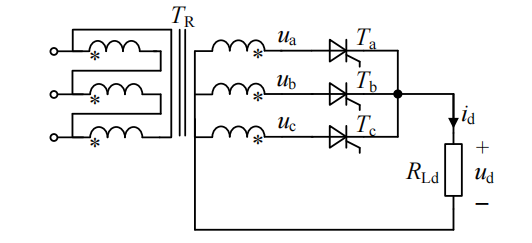 T_R
*
*
*
*
u_a
T_a
*
u_b
T_b
*
u_c
T_c
i_d
R_Ld
+
u_d
−